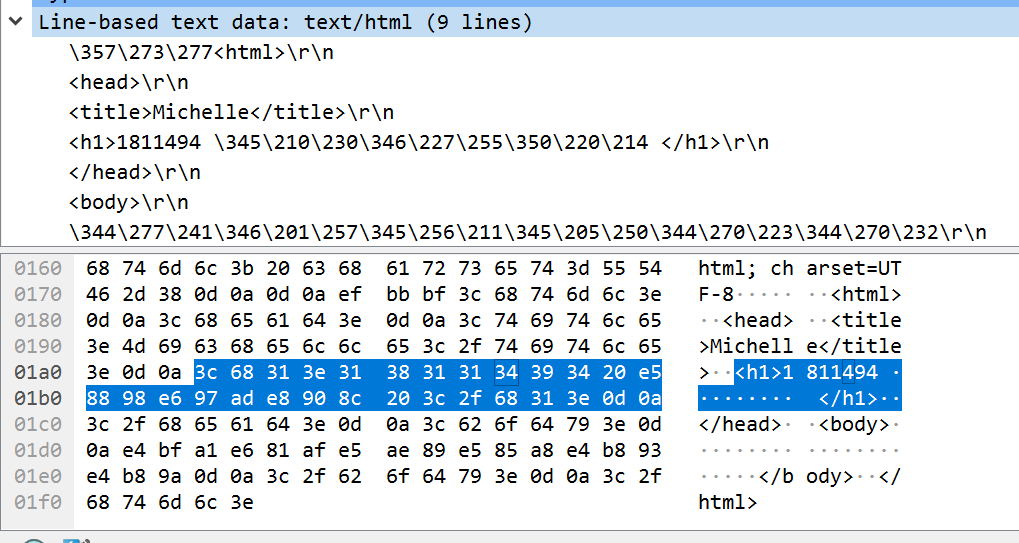 Line-based text data: text/html (9 lines)
\357\273\277<html>\r\n
<head>\r\n
<title>Michelle</title>\r\n
<h1>1811494 \345\210\230\346\227\255\350\220\214 </h1>\r\n
</head>\r\n
<body>\r\n
\344\277\241\346\201\257\345\256\211\345\205\250\344\270\223\344\270\232\r\n
0160 68 74 6d 6c 3b 20 63 68 61 72 73 65 74 3d 55 54 html; ch arset=UT
0170 46 2d 38 0d 0a 0d 0a ef bb bf 3c 68 74 6d 6c 3e F-8····· ··<html>
0180 0d 0a 3c 68 65 61 64 3e 0d 0a 3c 74 69 74 6c 65 ··<head> ··<title
0190 3e 4d 69 63 68 65 6c 6c 65 3c 2f 74 69 74 6c 65 >Michell e</title
01a0 3e 0d 0a 3c 68 31 3e 31 38 31 31 34 39 34 20 e5 >··<h1>1 811494 ·
01b0 88 98 e6 97 ad e8 90 8c 20 3c 2f 68 31 3e 0d 0a ········ </h1>··
01c0 3c 2f 68 65 61 64 3e 0d 0a 3c 62 6f 64 79 3e 0d </head>· ·<body>·
01d0 0a e4 bf a1 e6 81 af e5 ae 89 e5 85 a8 e4 b8 93 ········ ········
01e0 e4 b8 9a 0d 0a 3c 2f 62 6f 64 79 3e 0d 0a 3c 2f ·····</b ody>··</
01f0 68 74 6d 6c 3e html>